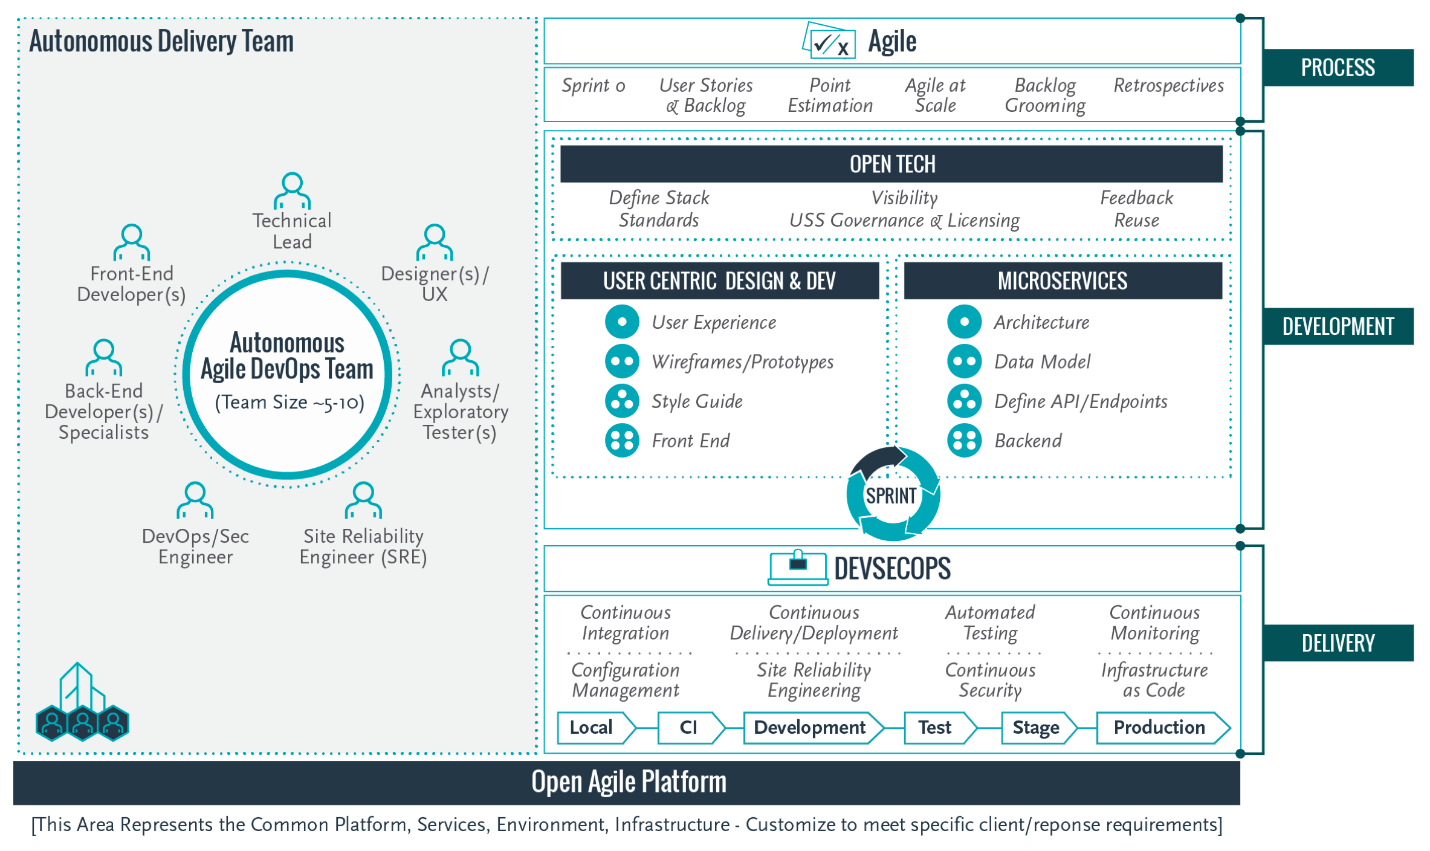 Autonomous Delivery Team
Technical
Lead
Front-End
Developer(s)
Designer(s)/
UX
Autonomous
Agile DevOps Team
(Team Size ~5-10)
Back-End
Developer(s)/
Specialists
Analysts/
Exploratory
Tester(s)
DevOps/Sec
Engineer
Site Reliability
Engineer (SRE)
✓/x Agile
Sprint 0
User Stories
& Backlog
Point
Estimation
Agile at
Scale
Backlog
Grooming
Retrospectives
PROCESS
OPEN TECH
Define Stack
Standards
Visibility
USS Governance & Licensing
Feedback
Reuse
USER CENTRIC DESIGN & DEV
User Experience
Wireframes/Prototypes
Style Guide
Front End
MICROSERVICES
Architecture
Data Model
Define API/Endpoints
Backend
SPRINT
DEVELOPMENT
DEVSECOPS
Continuous
Integration
Continuous
Delivery/Deployment
Automated
Testing
Continuous
Monitoring
Configuration
Management
Site Reliability
Engineering
Continuous
Security
Infrastructure
as Code
Local
CI
Development
Test
Stage
Production
DELIVERY
Open Agile Platform
[This Area Represents the Common Platform, Services, Environment, Infrastructure - Customize to meet specific client/reponse requirements]